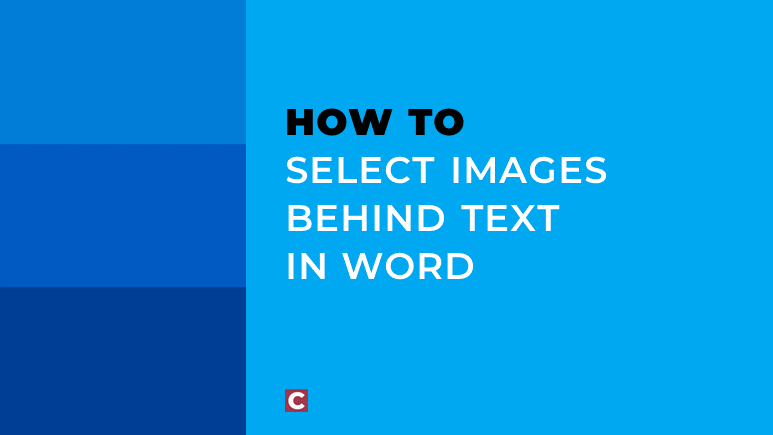 HOW TO
SELECT IMAGES
BEHIND TEXT
IN WORD
C